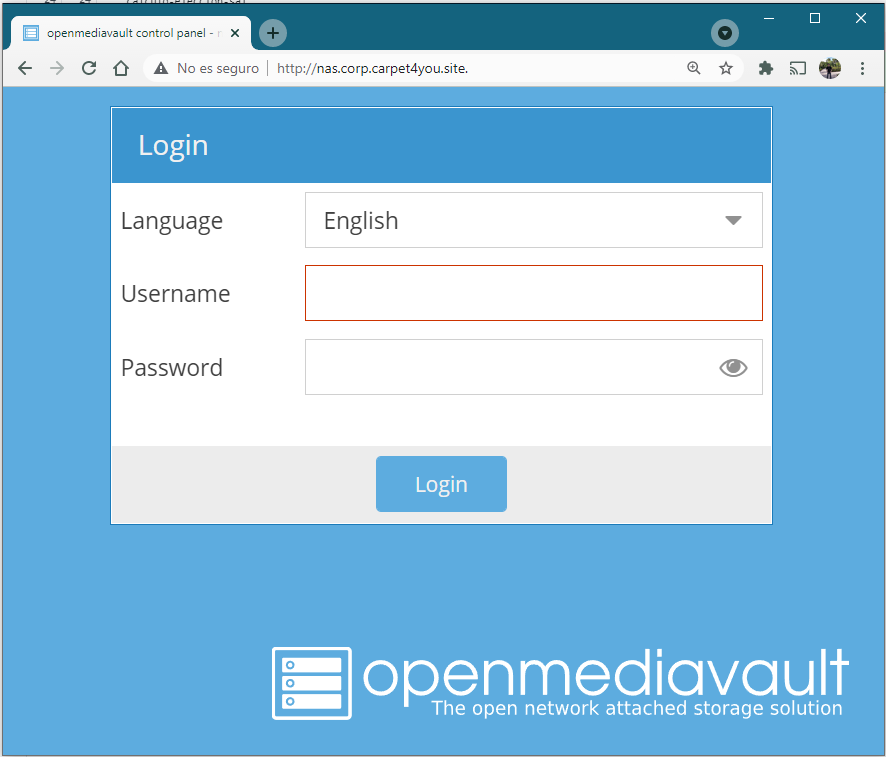 openmediavault control panel -
No es seguro
http://nas.corp.carpet4you.site.
Login
Language
English
Username
Password
Login
openmediavault
The open network attached storage solution